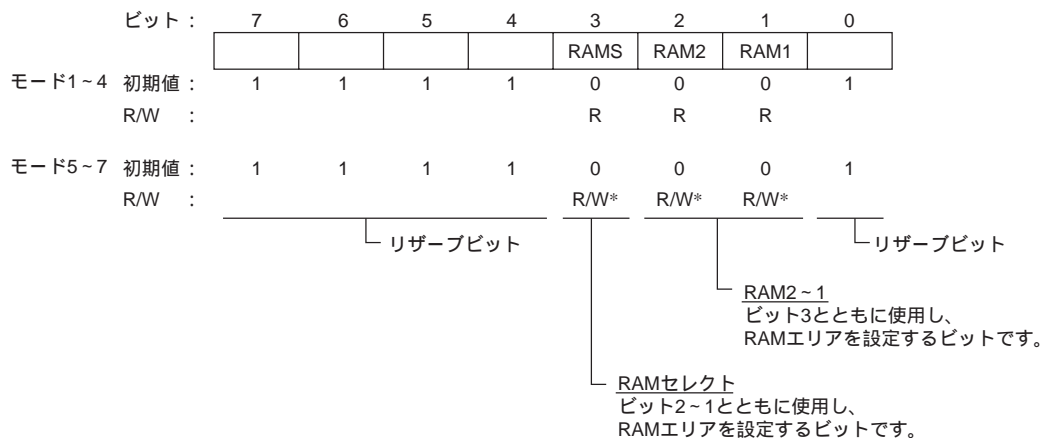 ビット : 7 6 5 4 3 2 1 0
RAMS RAM2 RAM1
モード1~4 初期値 : 1 1 1 1 0 0 0 1
R/W : R R R
モード5~7 初期値 : 1 1 1 1 0 0 0 1
R/W : R/W* R/W* R/W*
リザーブビット リザーブビット
RAM2~1
ビット3とともに使用し、
RAMエリアを設定するビットです。
RAMセレクト
ビット2~1とともに使用し、
RAMエリアを設定するビットです。